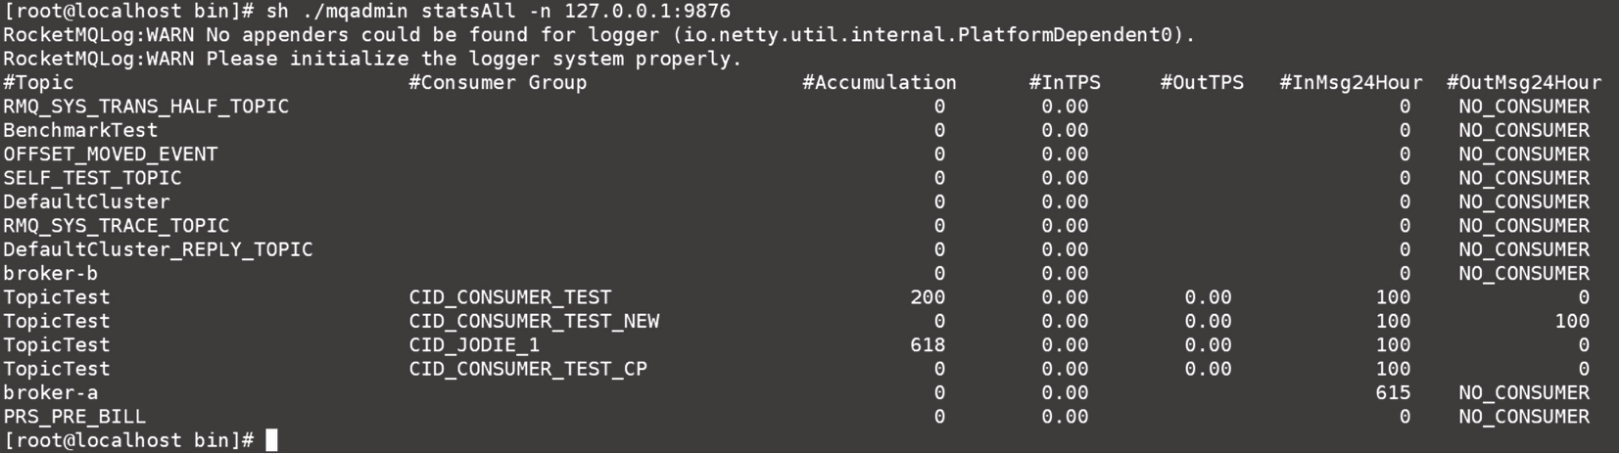 [root@localhost bin]# sh ./mqadmin statsAll -n 127.0.0.1:9876
RocketMQLog:WARN No appenders could be found for logger (io.netty.util.internal.PlatformDependent0).
RocketMQLog:WARN Please initialize the logger system properly.
#Topic #Consumer Group #Accumulation #InTPS #OutTPS #InMsg24Hour #OutMsg24Hour
RMQ_SYS_TRANS_HALF_TOPIC 0 0.00 0 NO_CONSUMER
BenchmarkTest 0 0.00 0 NO_CONSUMER
OFFSET_MOVED_EVENT 0 0.00 0 NO_CONSUMER
SELF_TEST_TOPIC 0 0.00 0 NO_CONSUMER
DefaultCluster 0 0.00 0 NO_CONSUMER
RMQ_SYS_TRACE_TOPIC 0 0.00 0 NO_CONSUMER
DefaultCluster_REPLY_TOPIC 0 0.00 0 NO_CONSUMER
broker-b 0 0.00 0 NO_CONSUMER
TopicTest CID_CONSUMER_TEST 200 0.00 0.00 100 0
TopicTest CID_CONSUMER_TEST_NEW 0 0.00 0.00 100 100
TopicTest CID_JODIE_1 618 0.00 0.00 100 0
TopicTest CID_CONSUMER_TEST_CP 0 0.00 0.00 100 0
broker-a 0 0.00 615 NO_CONSUMER
PRS_PRE_BILL 0 0.00 0 NO_CONSUMER
[root@localhost bin]#